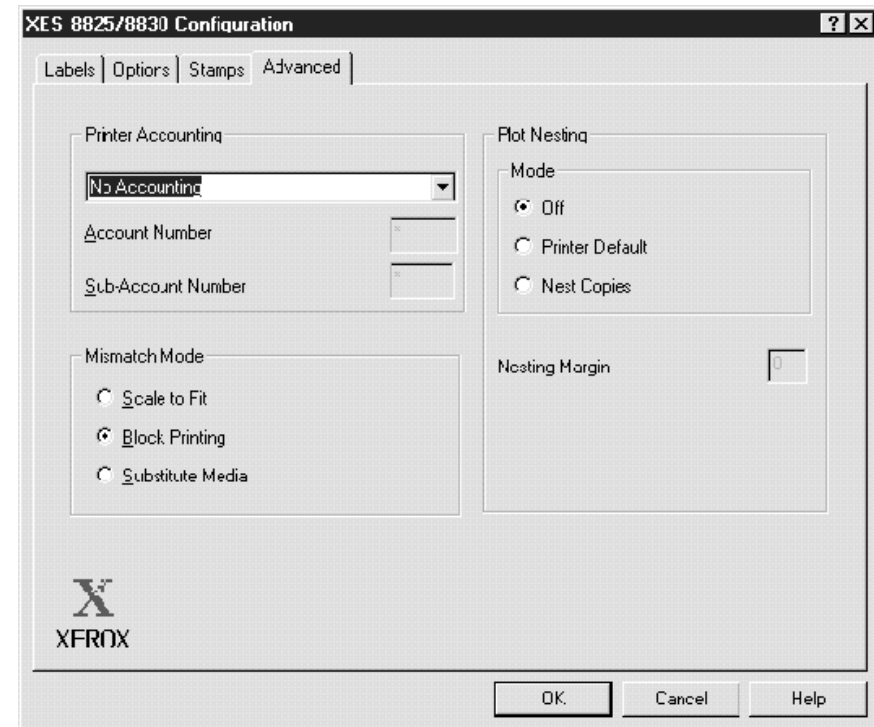 XES 8825/8830 Configuration
Labels
Options
Stamps
Advanced
Printer Accounting
No Accounting
Account Number
*
Sub-Account Number
*
Mismatch Mode
Scale to Fit
Block Printing
Substitute Media
Plot Nesting
Mode
Off
Printer Default
Nest Copies
Nesting Margin
0
X
XEROX
OK
Cancel
Help